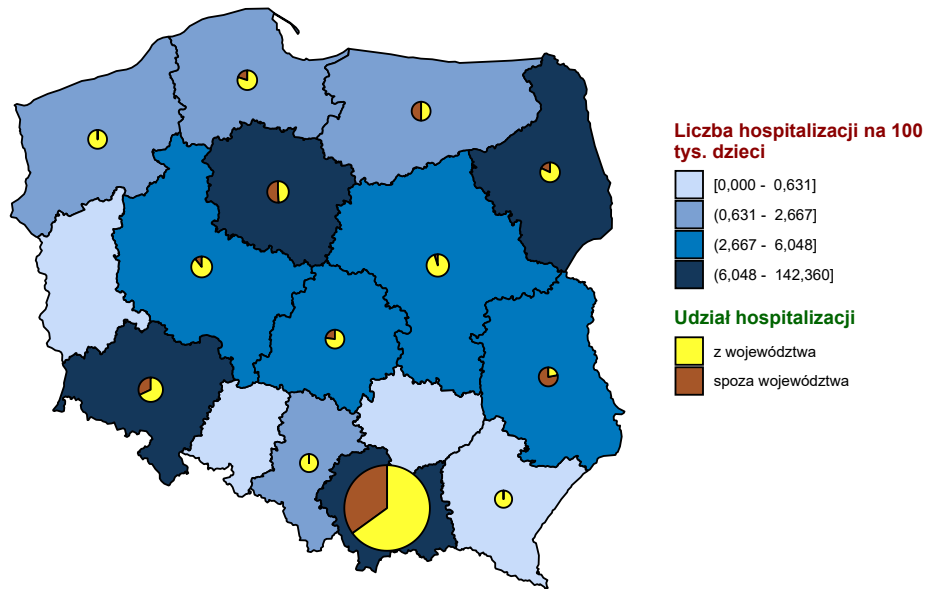 Liczba hospitalizacji na 100
tys. dzieci
[0,000 - 0,631]
(0,631 - 2,667]
(2,667 - 6,048]
(6,048 - 142,360]
Udział hospitalizacji
z województwa
spoza województwa